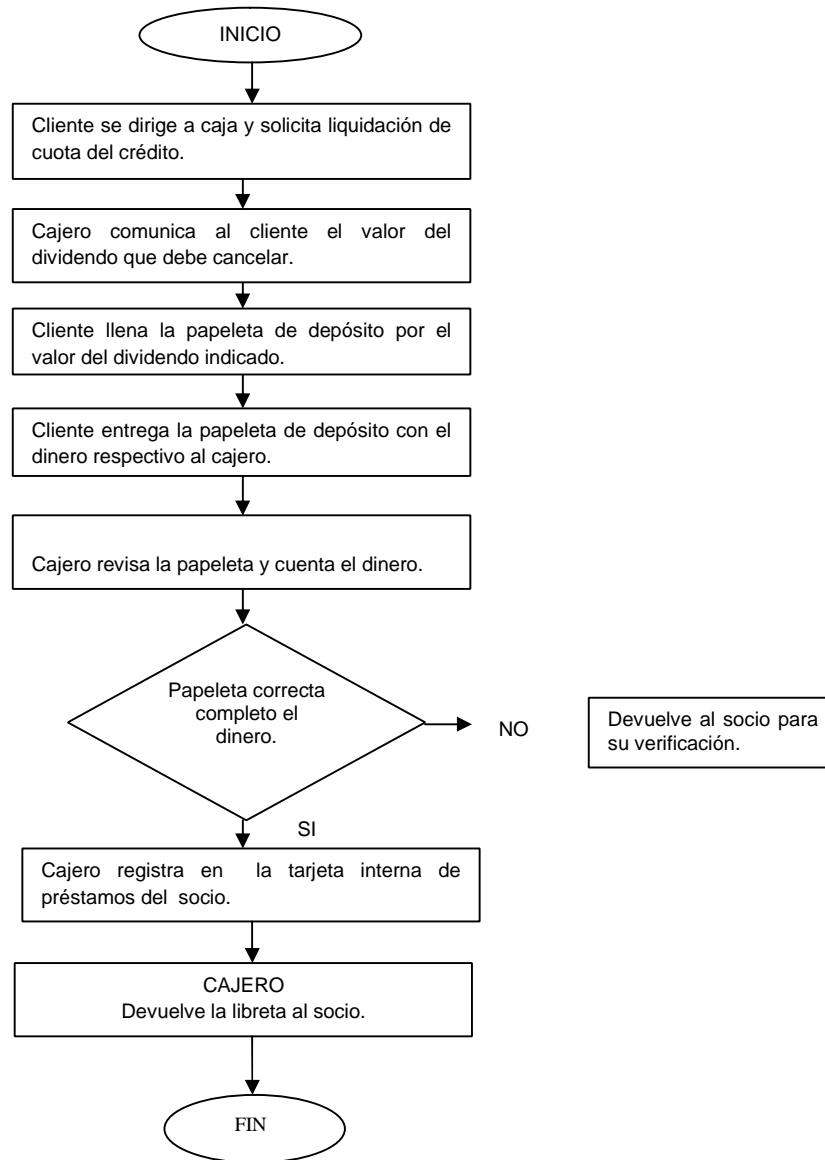 INICIO
Cliente se dirige a caja y solicita liquidación de
cuota del crédito.
Cajero comunica al cliente el valor del
dividendo que debe cancelar.
Cliente llena la papeleta de depósito por el
valor del dividendo indicado.
Cliente entrega la papeleta de depósito con el
dinero respectivo al cajero.
Cajero revisa la papeleta y cuenta el dinero.
Papeleta correcta
completo el
dinero.
NO
Devuelve al socio para
su verificación.
SI
Cajero registra en la tarjeta interna de
préstamos del socio.
CAJERO
Devuelve la libreta al socio.
FIN